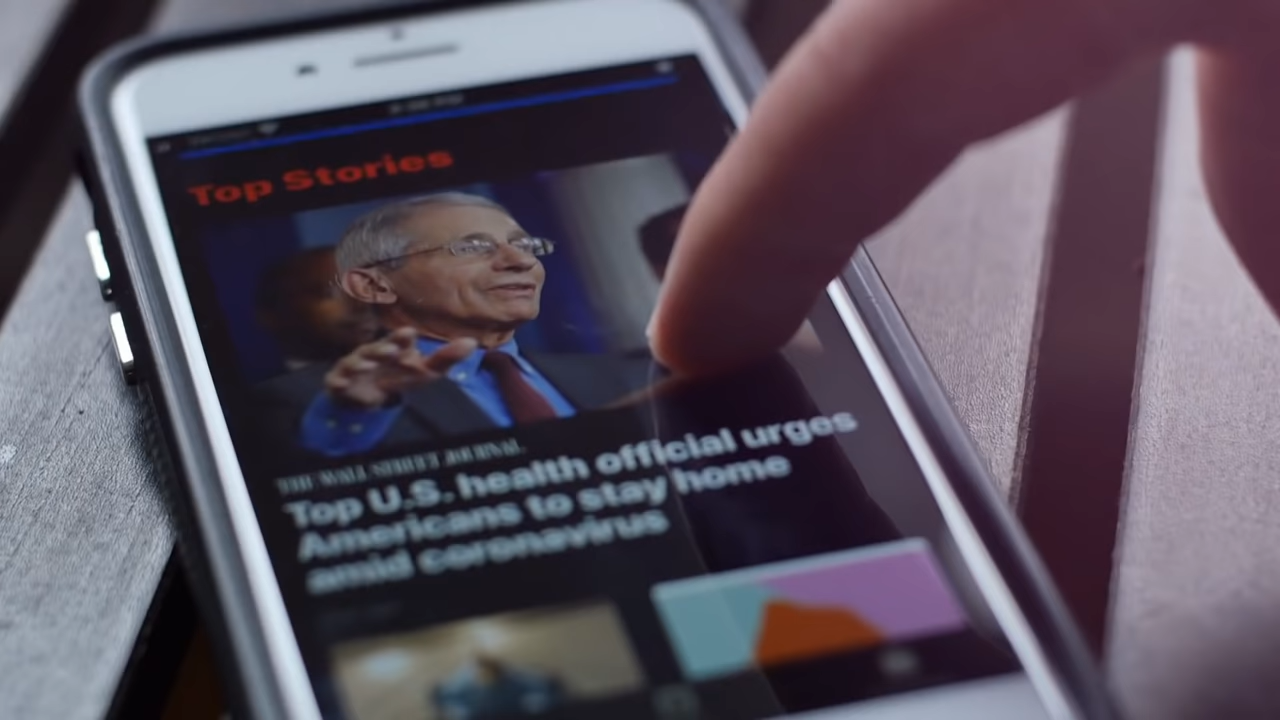 Top Stories
THE WALL STREET JOURNAL.
Top U.S. health official urges
Americans to stay home
amid coronavirus